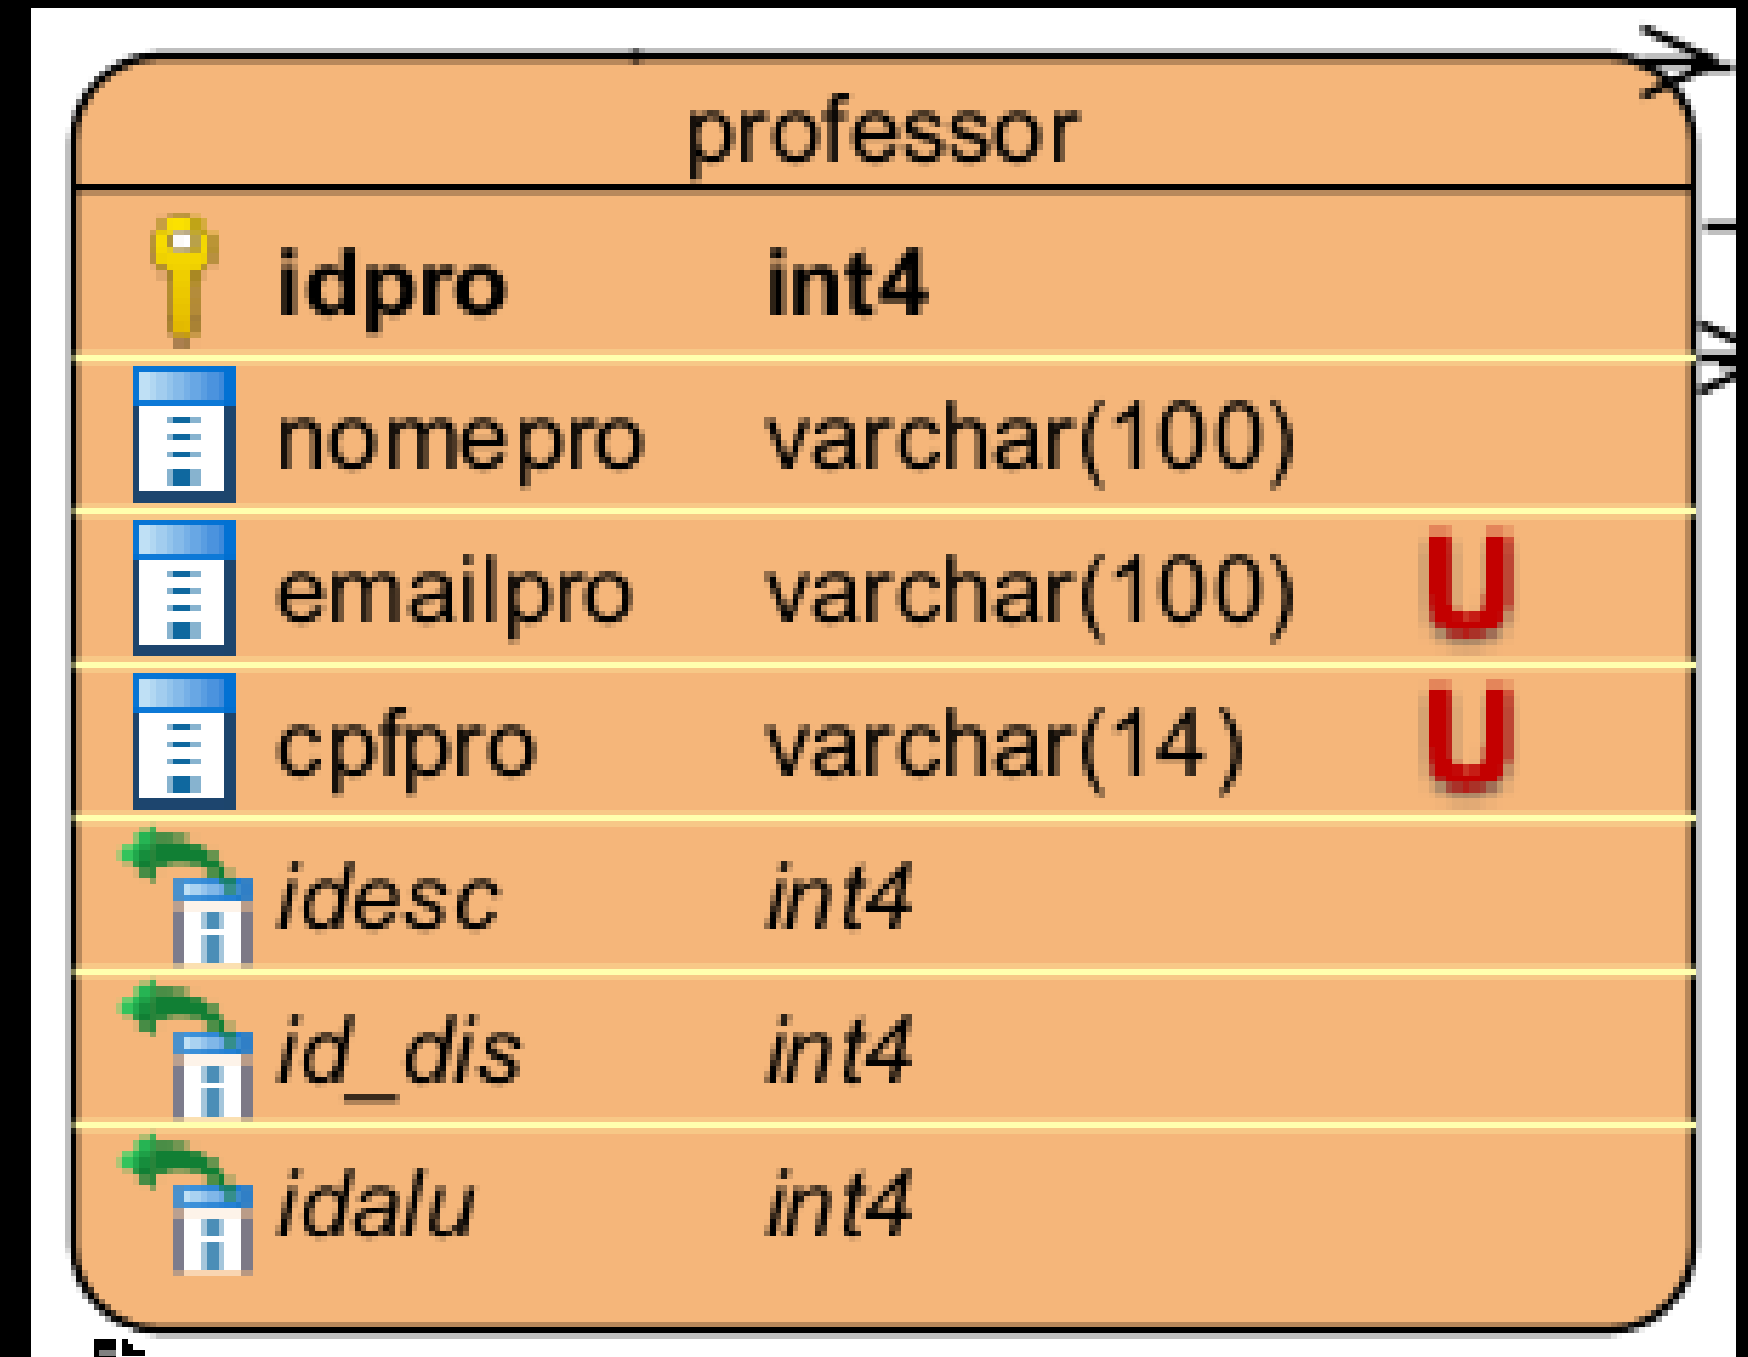 professor
idpro int4
nomepro varchar(100)
emailpro varchar(100) U
cpfpro varchar(14) U
idesc int4
id_dis int4
idalu int4